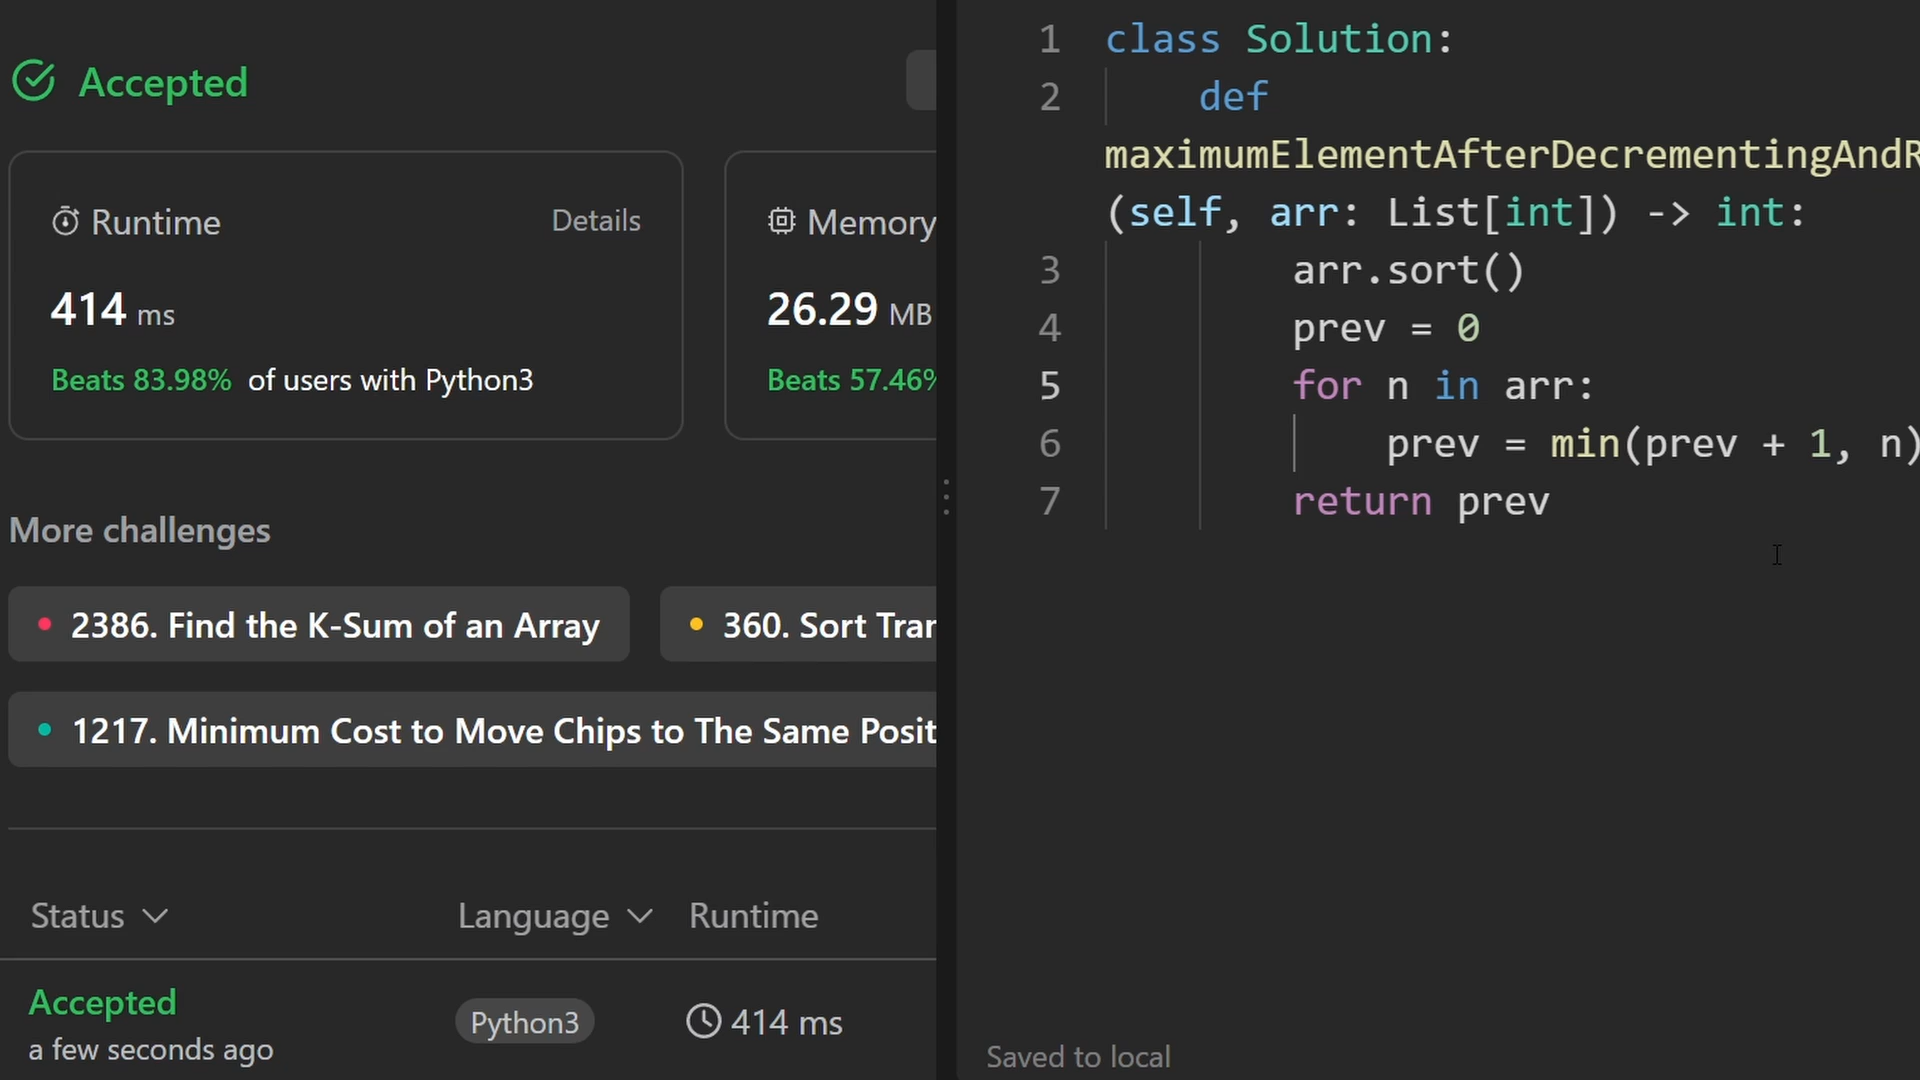 Accepted
Runtime
Details
414 ms
Beats 83.98% of users with Python3
Memory
26.29 MB
Beats 57.46%
More challenges
2386. Find the K-Sum of an Array
360. Sort Tran
1217. Minimum Cost to Move Chips to The Same Posit
Status
Language
Runtime
Accepted
a few seconds ago
Python3
414 ms
1 class Solution:
2 def
maximumElementAfterDecrementingAndR
(self, arr: List[int]) -> int:
3 arr.sort()
4 prev = 0
5 for n in arr:
6 prev = min(prev + 1, n)
7 return prev
Saved to local